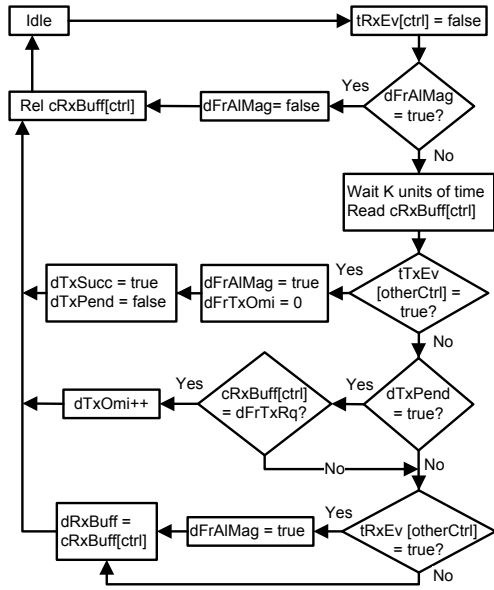 Idle
tRxEv[ctrl] = false
Rel cRxBuff[ctrl]
dFrAlMag= false
Yes
dFrAlMag
= true?
No
Wait K units of time
Read cRxBuff[ctrl]
dTxSucc = true
dTxPend = false
dFrAlMag = true
dFrTxOmi = 0
Yes
tTxEv
[otherCtrl] =
true?
No
dTxOmi++
Yes
cRxBuff[ctrl]
= dFrTxRq?
Yes
dTxPend
= true?
No
No
dRxBuff =
cRxBuff[ctrl]
dFrAlMag = true
Yes
tRxEv [otherCtrl]
= true?
No